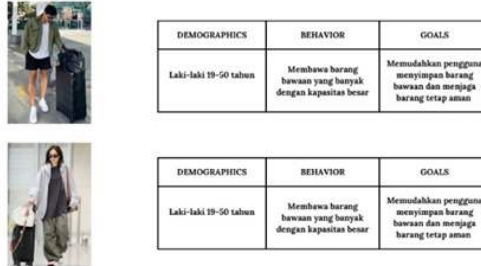 DEMOGRAPHICS BEHAVIOR GOALS
Laki-laki 19-50 tahun
Membawa barang
bawaan yang banyak
dengan kapasitas besar
Memudahkan pengguna
menyimpan barang
bawaan dan menjaga
barang tetap aman
DEMOGRAPHICS BEHAVIOR GOALS
Laki-laki 19-50 tahun
Membawa barang
bawaan yang banyak
dengan kapasitas besar
Memudahkan pengguna
menyimpan barang
bawaan dan menjaga
barang tetap aman